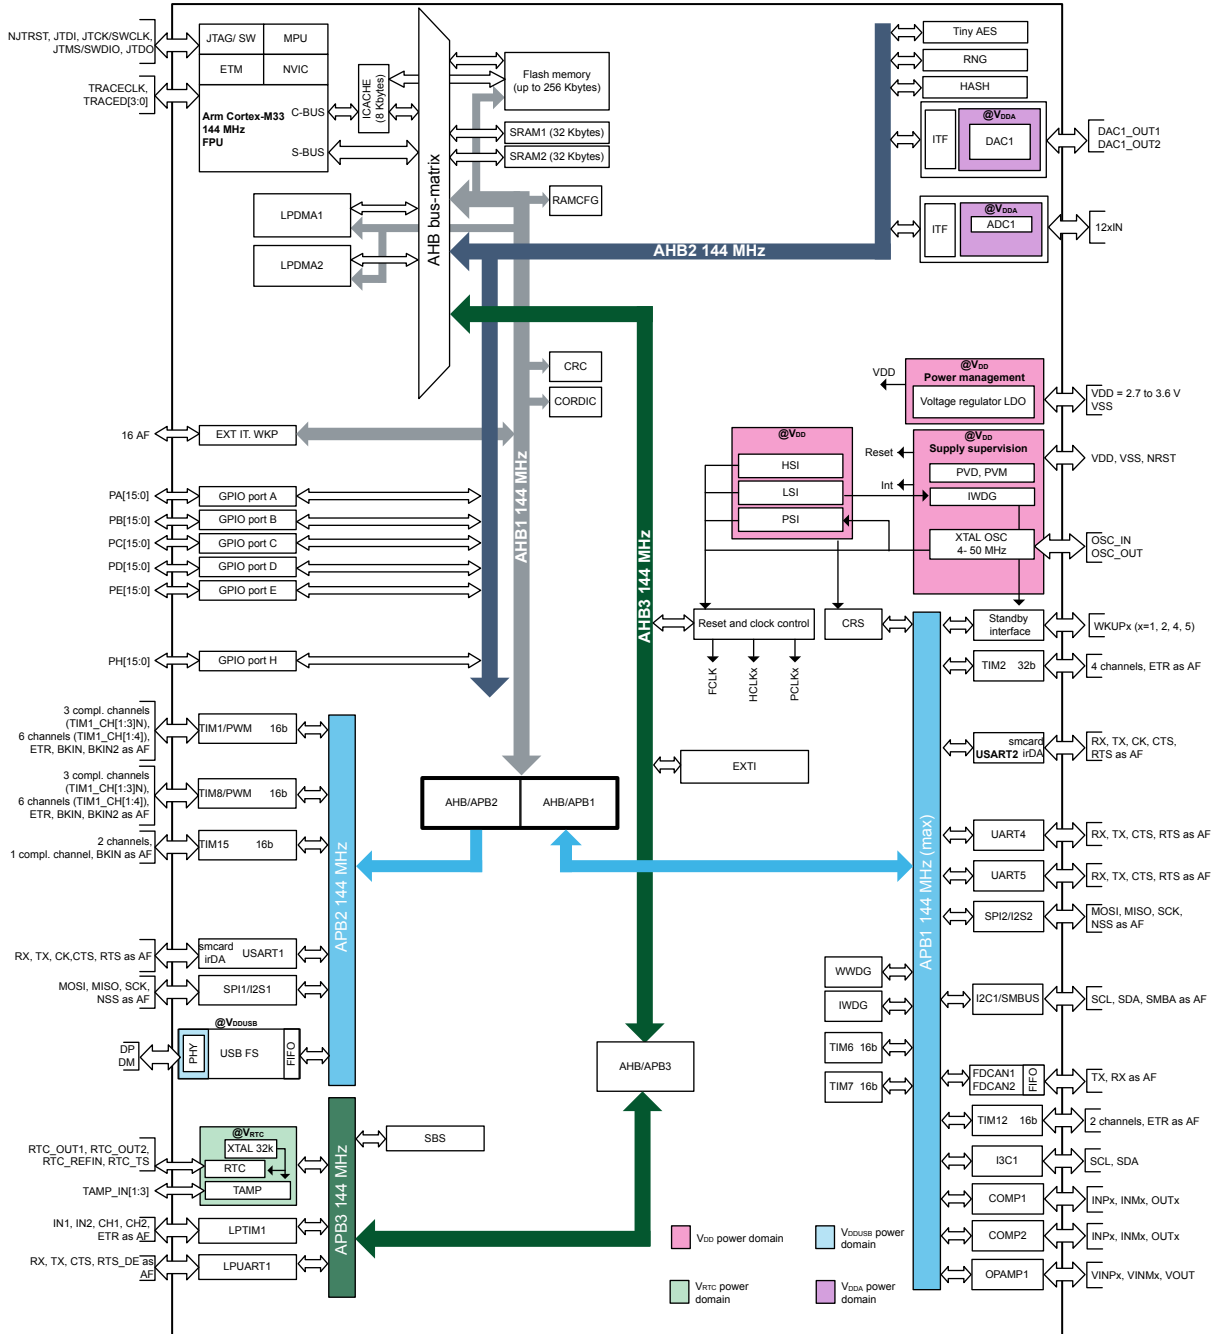 NJTRST, JTDI, JTCK/SWCLK,
JTMS/SWDIO, JTDO
TRACECLK,
TRACED[3:0]
JTAG/ SW
MPU
ETM
NVIC
Arm Cortex-M33
144 MHz
FPU
C-BUS
S-BUS
ICACHE
(8 Kbytes)
AHB bus-matrix
Flash memory
(up to 256 Kbytes)
SRAM1 (32 Kbytes)
SRAM2 (32 Kbytes)
RAMCFG
LPDMA1
LPDMA2
AHB2 144 MHz
Tiny AES
RNG
HASH
@VDDA
ITF
DAC1
DAC1_OUT1
DAC1_OUT2
@VDDA
ITF
ADC1
12xIN
CRC
CORDIC
16 AF
EXT IT. WKP
AHB1 144 MHz
AHB3 144 MHz
PA[15:0]
GPIO port A
PB[15:0]
GPIO port B
PC[15:0]
GPIO port C
PD[15:0]
GPIO port D
PE[15:0]
GPIO port E
PH[15:0]
GPIO port H
VDD
@VDD
Power management
Voltage regulator LDO
VDD = 2.7 to 3.6 V
VSS
@VDD
HSI
LSI
PSI
Reset
Int
@VDD
Supply supervision
PVD, PVM
IWDG
XTAL OSC
4- 50 MHz
VDD, VSS, NRST
OSC_IN
OSC_OUT
Reset and clock control
FCLK
HCLKx
PCLKx
CRS
Standby
interface
WKUPx (x=1, 2, 4, 5)
TIM2 32b
4 channels, ETR as AF
smcard
USART2 irDA
RX, TX, CK, CTS,
RTS as AF
EXTI
3 compl. channels
(TIM1_CH[1:3]N),
6 channels (TIM1_CH[1:4]),
ETR, BKIN, BKIN2 as AF
TIM1/PWM 16b
3 compl. channels
(TIM1_CH[1:3]N),
6 channels (TIM1_CH[1:4]),
ETR, BKIN, BKIN2 as AF
TIM8/PWM 16b
2 channels,
1 compl. channel, BKIN as AF
TIM15 16b
AHB/APB2
AHB/APB1
APB2 144 MHz
APB1 144 MHz (max)
UART4
RX, TX, CTS, RTS as AF
UART5
RX, TX, CTS, RTS as AF
SPI2/I2S2
MOSI, MISO, SCK,
NSS as AF
RX, TX, CK,CTS, RTS as AF
smcard
irDA
USART1
MOSI, MISO, SCK,
NSS as AF
SPI1/I2S1
@VDDUSB
DP
DM
PHY
USB FS
FIFO
WWDG
IWDG
TIM6 16b
TIM7 16b
I2C1/SMBUS
SCL, SDA, SMBA as AF
FDCAN1
FDCAN2
FIFO
TX, RX as AF
TIM12 16b
2 channels, ETR as AF
I3C1
SCL, SDA
COMP1
INPx, INMx, OUTx
COMP2
INPx, INMx, OUTx
OPAMP1
VINPx, VINMx, VOUT
AHB/APB3
APB3 144 MHz
SBS
@VRTC
XTAL 32k
RTC
TAMP
RTC_OUT1, RTC_OUT2,
RTC_REFIN, RTC_TS
TAMP_IN[1:3]
IN1, IN2, CH1, CH2,
ETR as AF
LPTIM1
RX, TX, CTS, RTS_DE as
AF
LPUART1
VDD power domain
VDDUSB power
domain
VRTC power
domain
VDDA power
domain